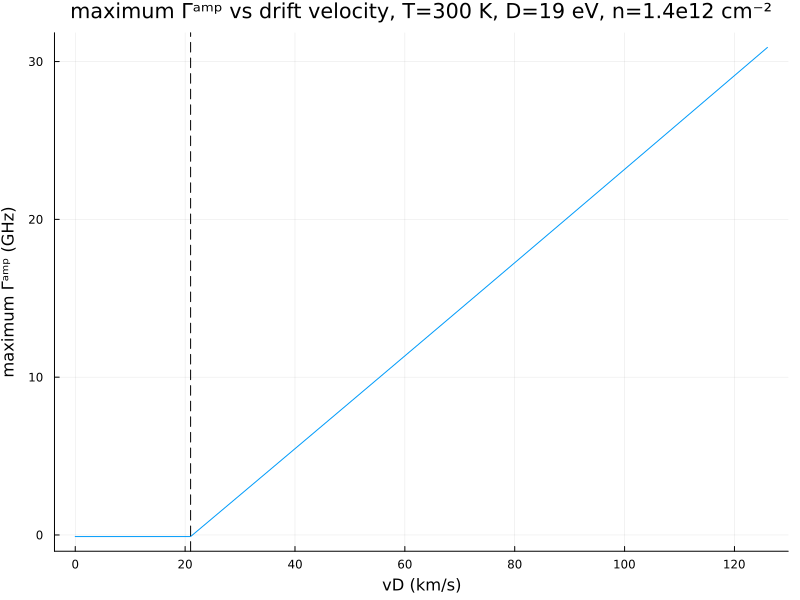 maximum Γᵃᵐᵖ vs drift velocity, T=300 K, D=19 eV, n=1.4e12 cm⁻²
maximum Γᵃᵐᵖ (GHz)
30
20
10
0
0 20 40 60 80 100 120
vD (km/s)